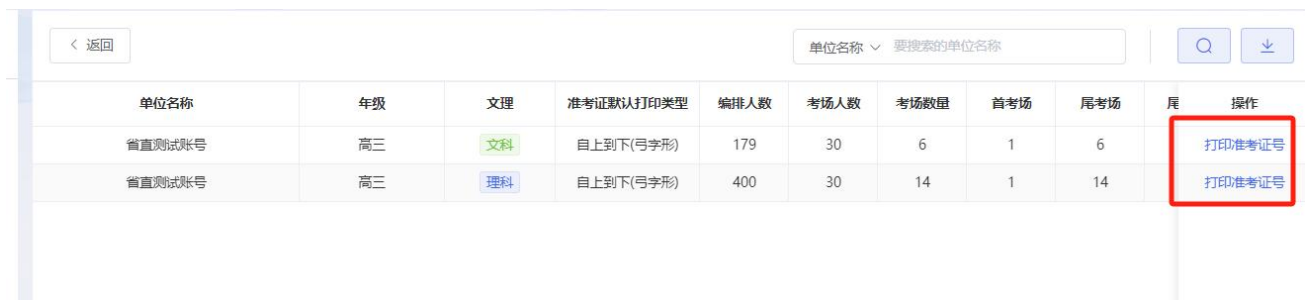 返回 单位名称 要搜索的单位名称
单位名称 年级 文理 准考证默认打印类型 编排人数 考场人数 考场数量 首考场 尾考场 尾 操作
省直测试账号 高三 文科 自上到下(弓字形) 179 30 6 1 6 打印准考证号
省直测试账号 高三 理科 自上到下(弓字形) 400 30 14 1 14 打印准考证号